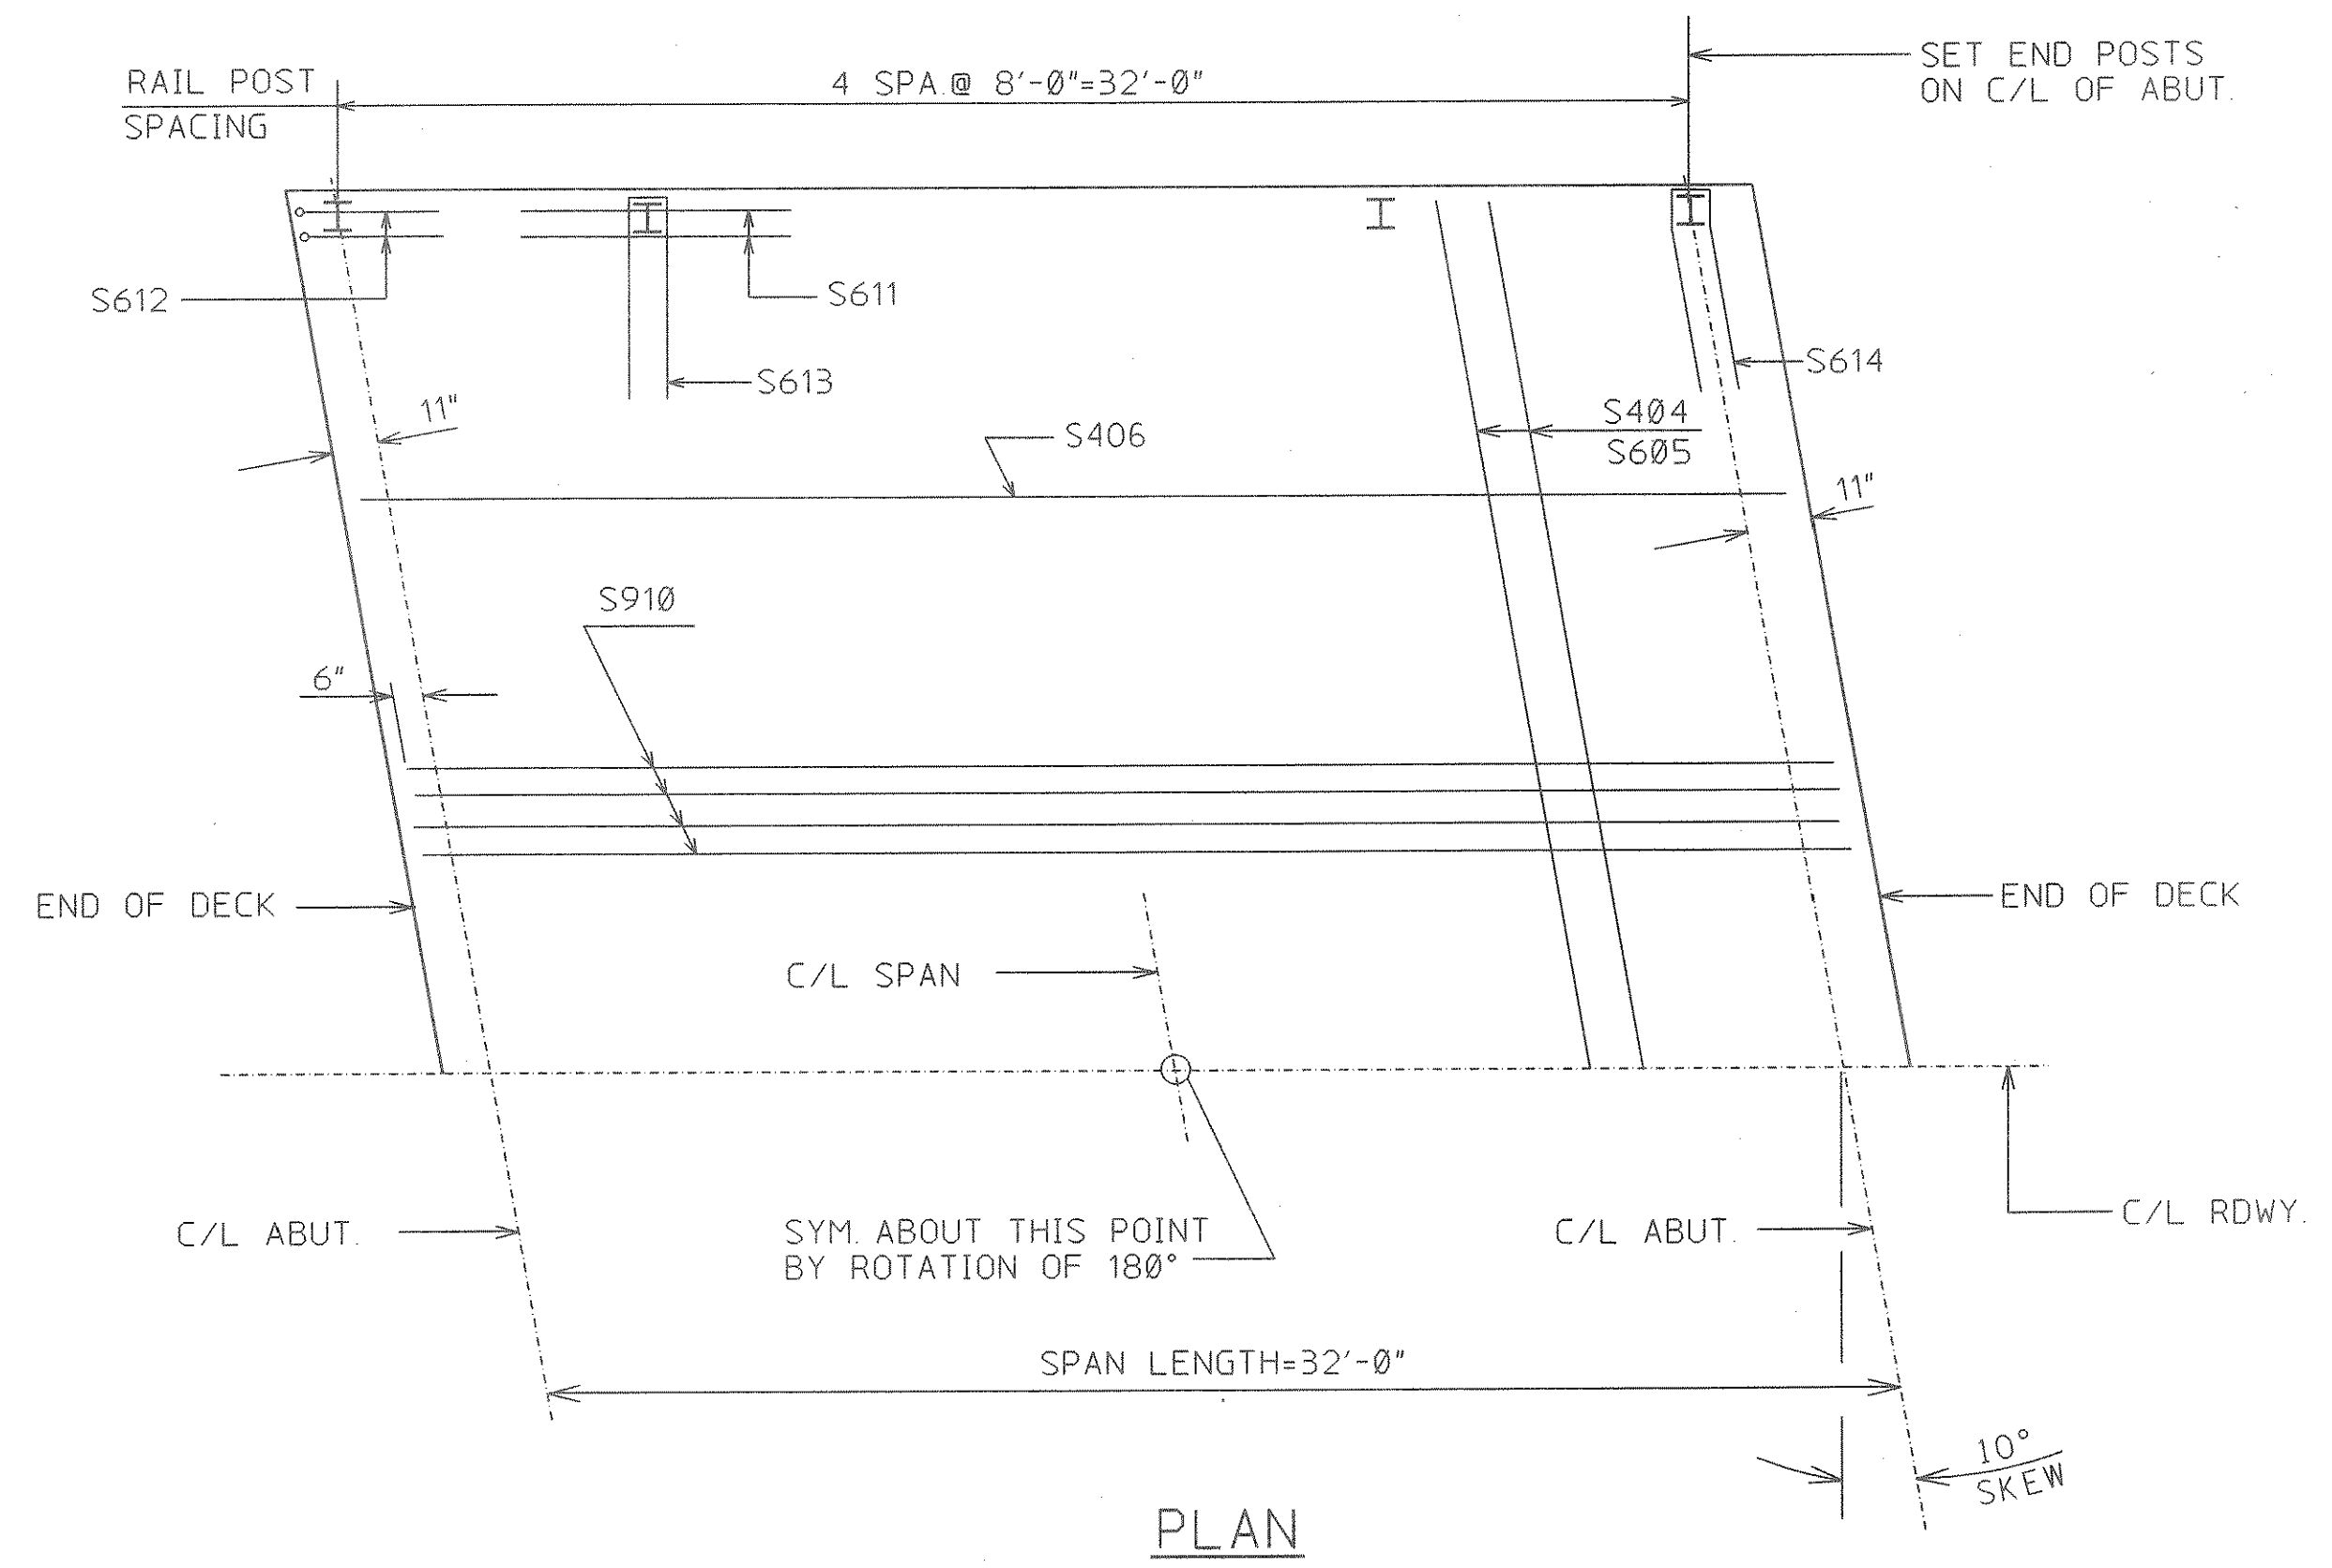 RAIL POST
SPACING
4 SPA.@ 8'-0"=32'-0"
SET END POSTS
ON C/L OF ABUT.
S612
S611
S613
S614
11"
S406
S404
S605
11"
S910
6"
END OF DECK
END OF DECK
C/L SPAN
C/L ABUT.
SYM. ABOUT THIS POINT
BY ROTATION OF 180°
C/L ABUT.
C/L RDWY.
SPAN LENGTH=32'-0"
10°
SKEW
PLAN